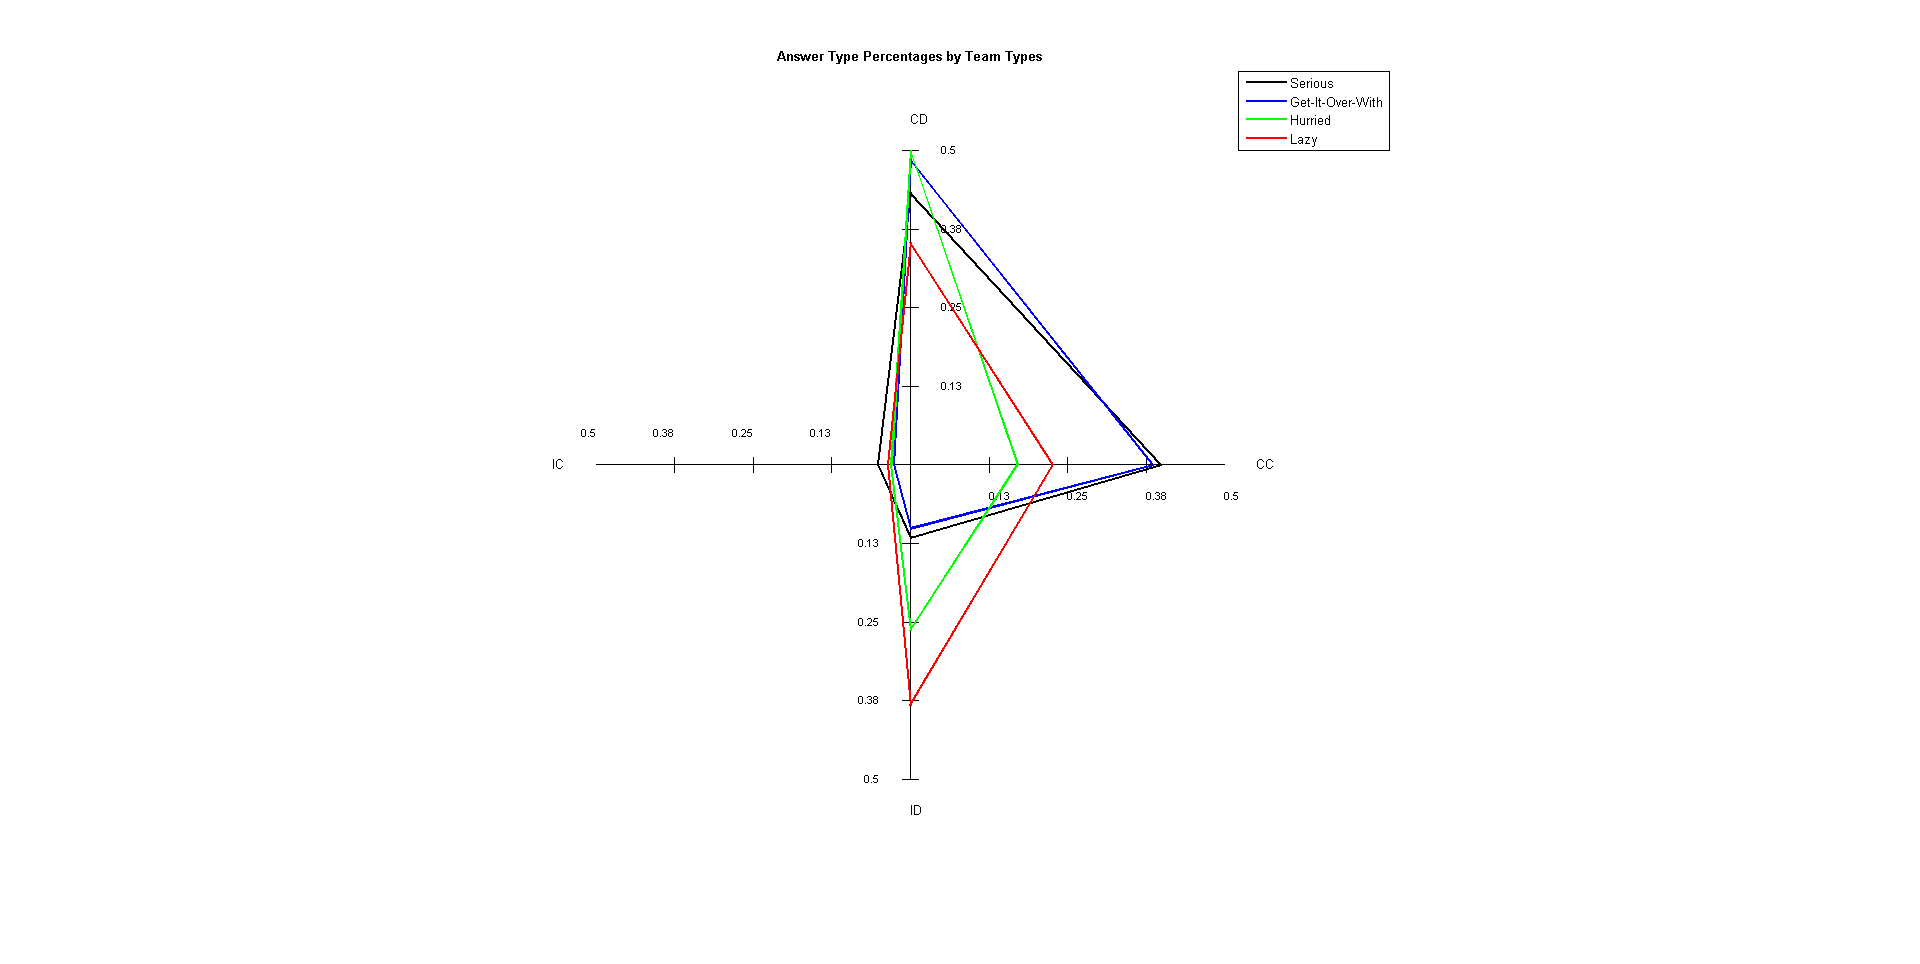 Answer Type Percentages by Team Types
Serious
Get-It-Over-With
Hurried
Lazy
CD
0.5
0.38
0.25
0.13
0.5 0.38 0.25 0.13
IC
CC
0.13 0.25 0.38 0.5
0.13
0.25
0.38
0.5
ID